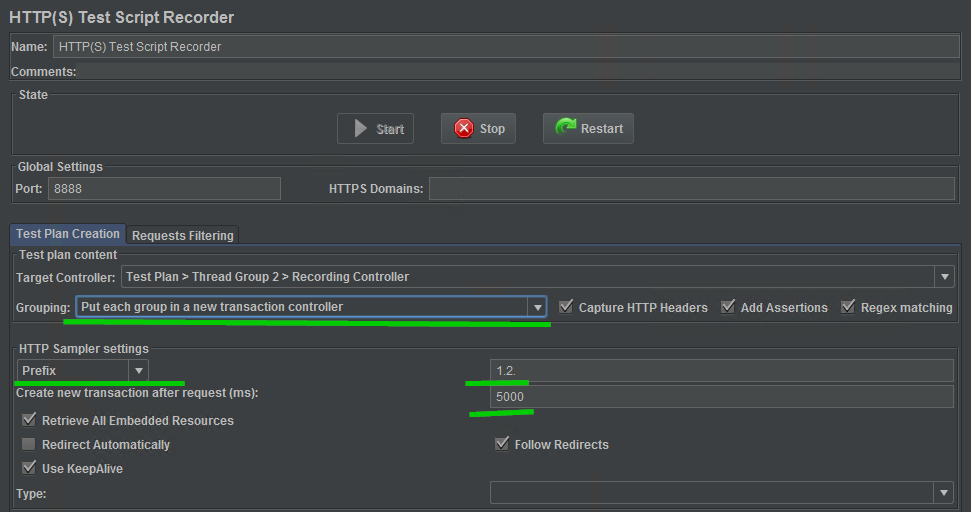 HTTP(S) Test Script Recorder
Name: HTTP(S) Test Script Recorder
Comments:
State
Start Stop Restart
Global Settings
Port: 8888 HTTPS Domains:
Test Plan Creation Requests Filtering
Test plan content
Target Controller: Test Plan > Thread Group 2 > Recording Controller
Grouping: Put each group in a new transaction controller Capture HTTP Headers Add Assertions Regex matching
HTTP Sampler settings
Prefix 1.2.
Create new transaction after request (ms): 5000
Retrieve All Embedded Resources
Redirect Automatically Follow Redirects
Use KeepAlive
Type: